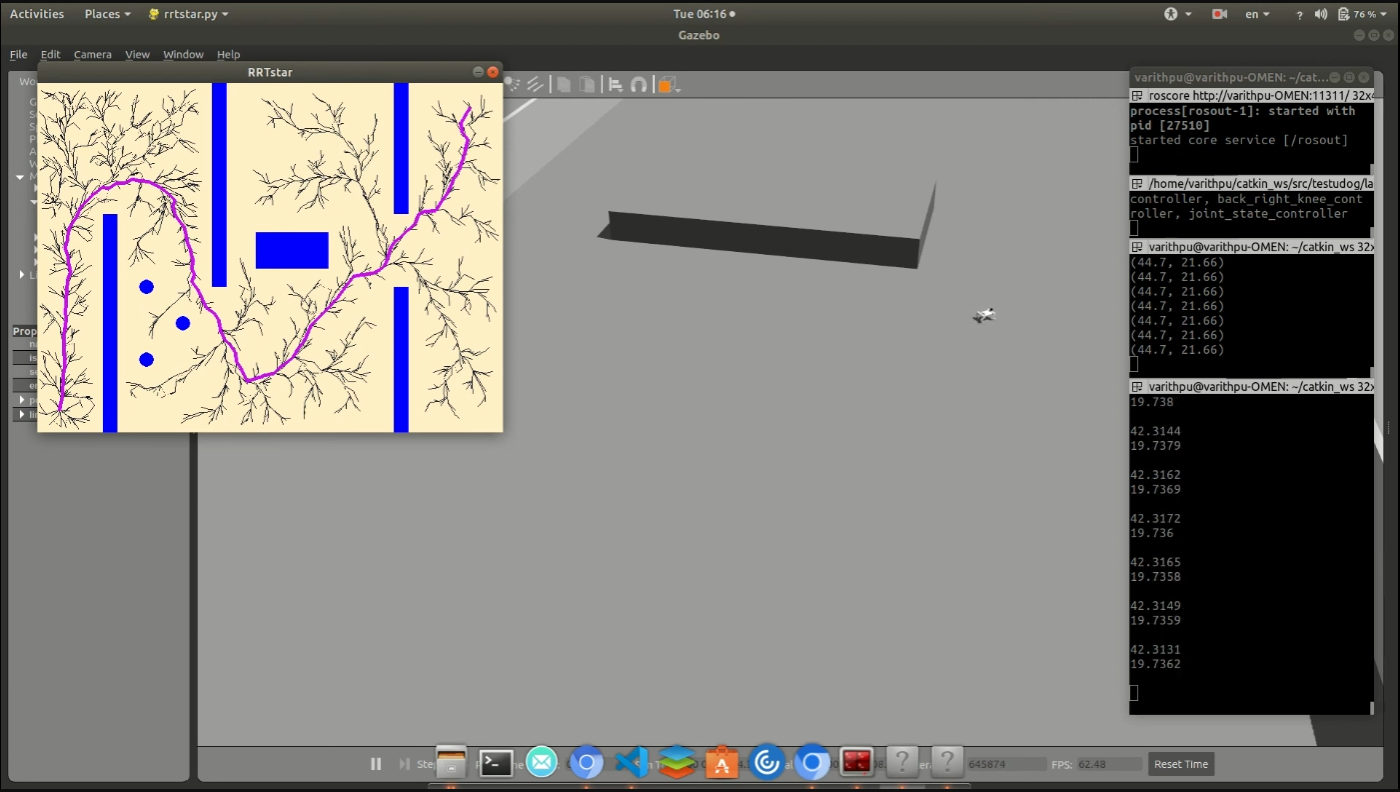 Activities Places rrtstar.py Tue 06:16 en ? 76 %
Gazebo
File Edit Camera View Window Help
RRTstar
Wo
Prop
varithpu@varithpu-OMEN: ~/cat...
roscore http://varithpu-OMEN:11311/ 32x4
process[rosout-1]: started with
pid [27510]
started core service [/rosout]
/home/varithpu/catkin_ws/src/testudog/la
controller, back_right_knee_cont
roller, joint_state_controller
varithpu@varithpu-OMEN: ~/catkin_ws 32x
(44.7, 21.66)
(44.7, 21.66)
(44.7, 21.66)
(44.7, 21.66)
(44.7, 21.66)
(44.7, 21.66)
(44.7, 21.66)
varithpu@varithpu-OMEN: ~/catkin_ws 32x
19.738
42.3144
19.7379
42.3162
19.7369
42.3172
19.736
42.3165
19.7358
42.3149
19.7359
42.3131
19.7362
645874 FPS: 62.48 Reset Time